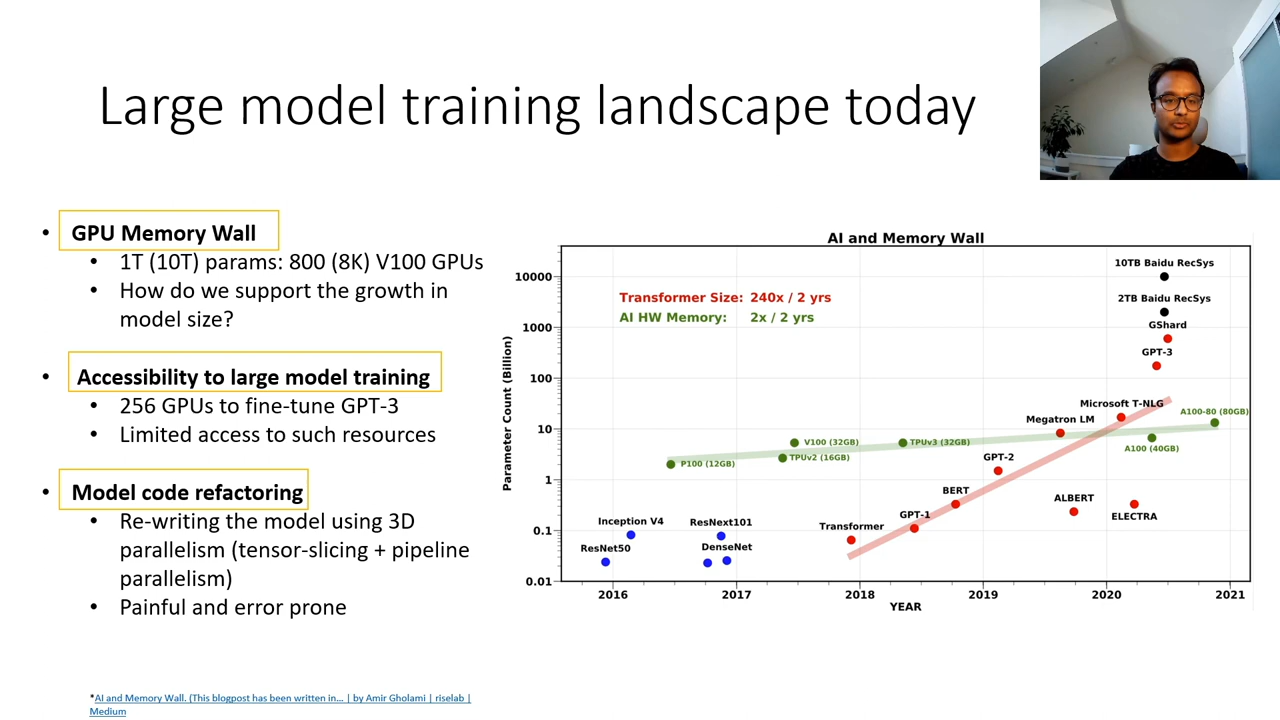 Large model training landscape today
• GPU Memory Wall
• 1T (10T) params: 800 (8K) V100 GPUs
• How do we support the growth in
model size?
• Accessibility to large model training
• 256 GPUs to fine-tune GPT-3
• Limited access to such resources
• Model code refactoring
• Re-writing the model using 3D
parallelism (tensor-slicing + pipeline
parallelism)
• Painful and error prone
*AI and Memory Wall. (This blogpost has been written in... | by Amir Gholami | riselab |
Medium
AI and Memory Wall
Transformer Size: 240x / 2 yrs
AI HW Memory: 2x / 2 yrs
Parameter Count (Billion)
10000
1000
100
10
1
0.1
0.01
10TB Baidu RecSys
2TB Baidu RecSys
GShard
GPT-3
Microsoft T-NLG
A100-80 (80GB)
Megatron LM
V100 (32GB)
TPUv3 (32GB)
A100 (40GB)
P100 (12GB)
TPUv2 (16GB)
GPT-2
BERT
ALBERT
ELECTRA
GPT-1
Transformer
Inception V4
ResNext101
ResNet50
DenseNet
2016
2017
2018
2019
2020
2021
YEAR